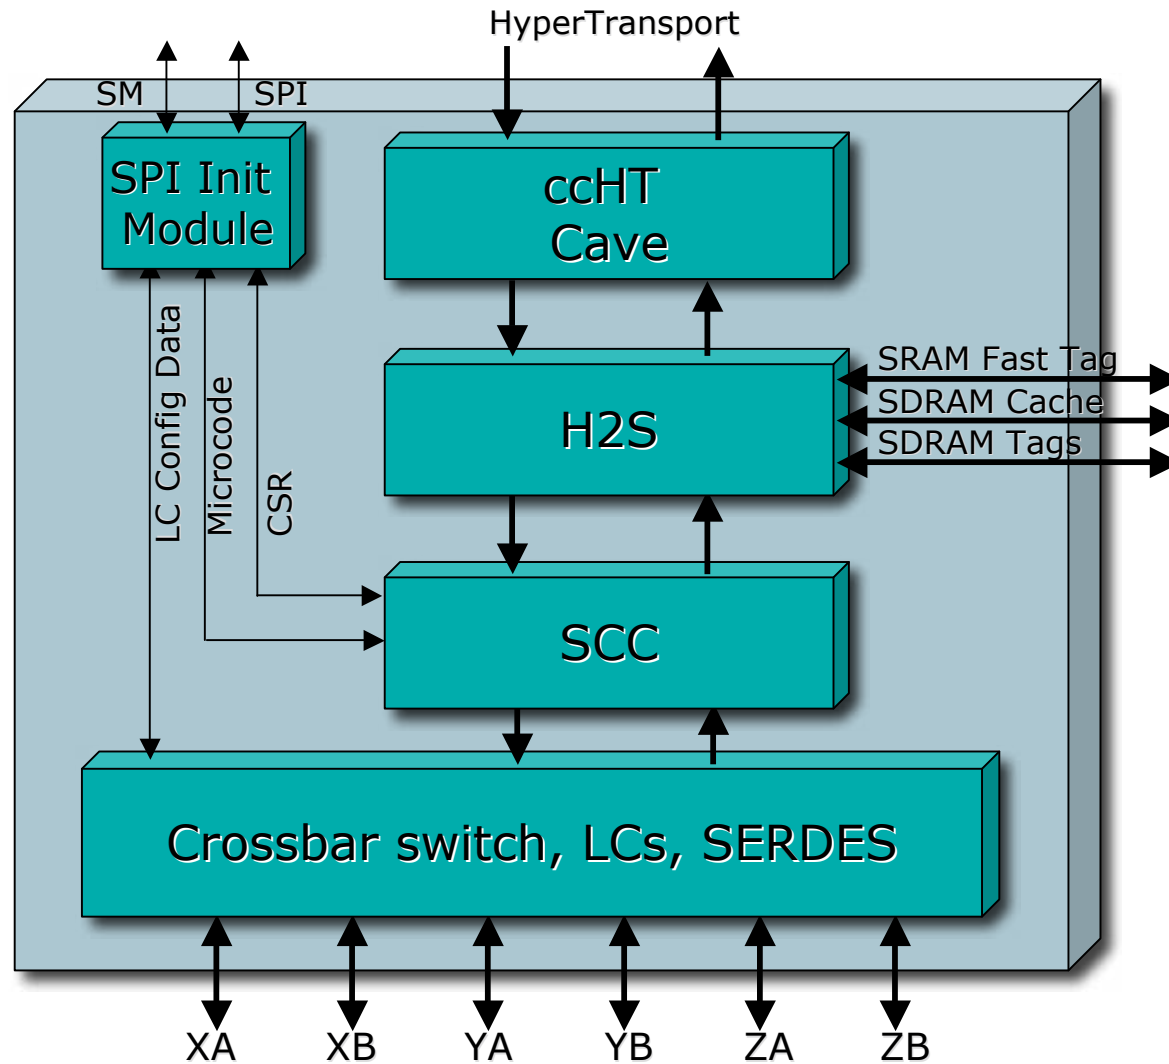 HyperTransport
SM
SPI
SPI Init
Module
ccHT
Cave
LC Config Data
Microcode
CSR
SRAM Fast Tag
SDRAM Cache
SDRAM Tags
H2S
SCC
Crossbar switch, LCs, SERDES
XA
XB
YA
YB
ZA
ZB